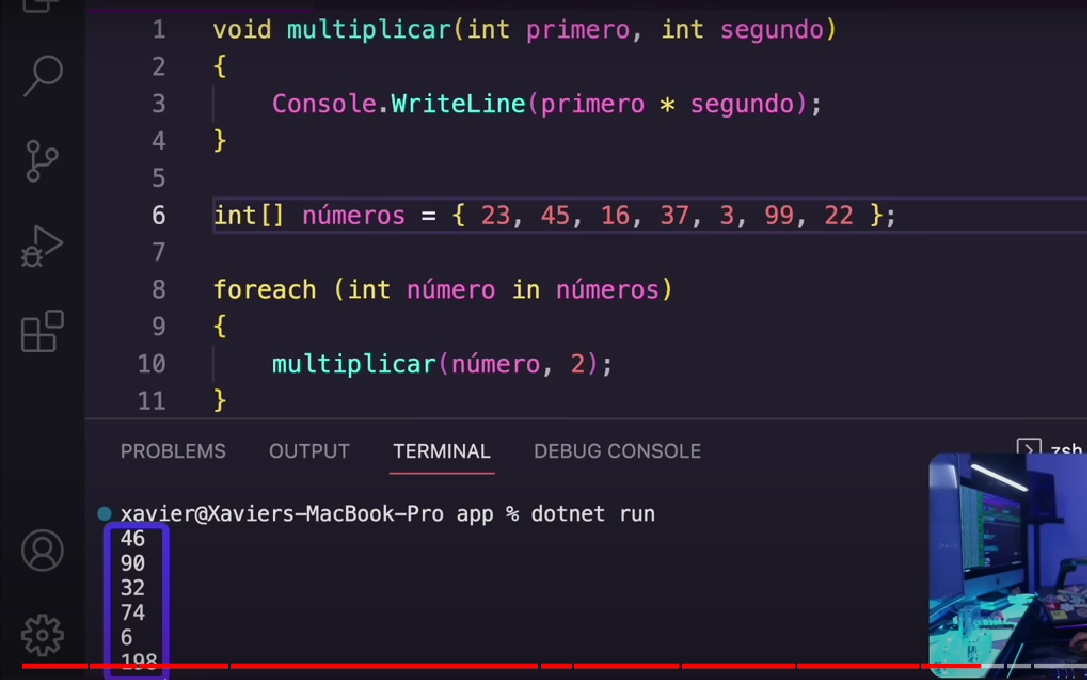 1 void multiplicar(int primero, int segundo)
2 {
3 Console.WriteLine(primero * segundo);
4 }
5
6 int[] números = { 23, 45, 16, 37, 3, 99, 22 };
7
8 foreach (int número in números)
9 {
10 multiplicar(número, 2);
11 }
PROBLEMS OUTPUT TERMINAL DEBUG CONSOLE zsh
xavier@Xaviers-MacBook-Pro app % dotnet run
46
90
32
74
6
198